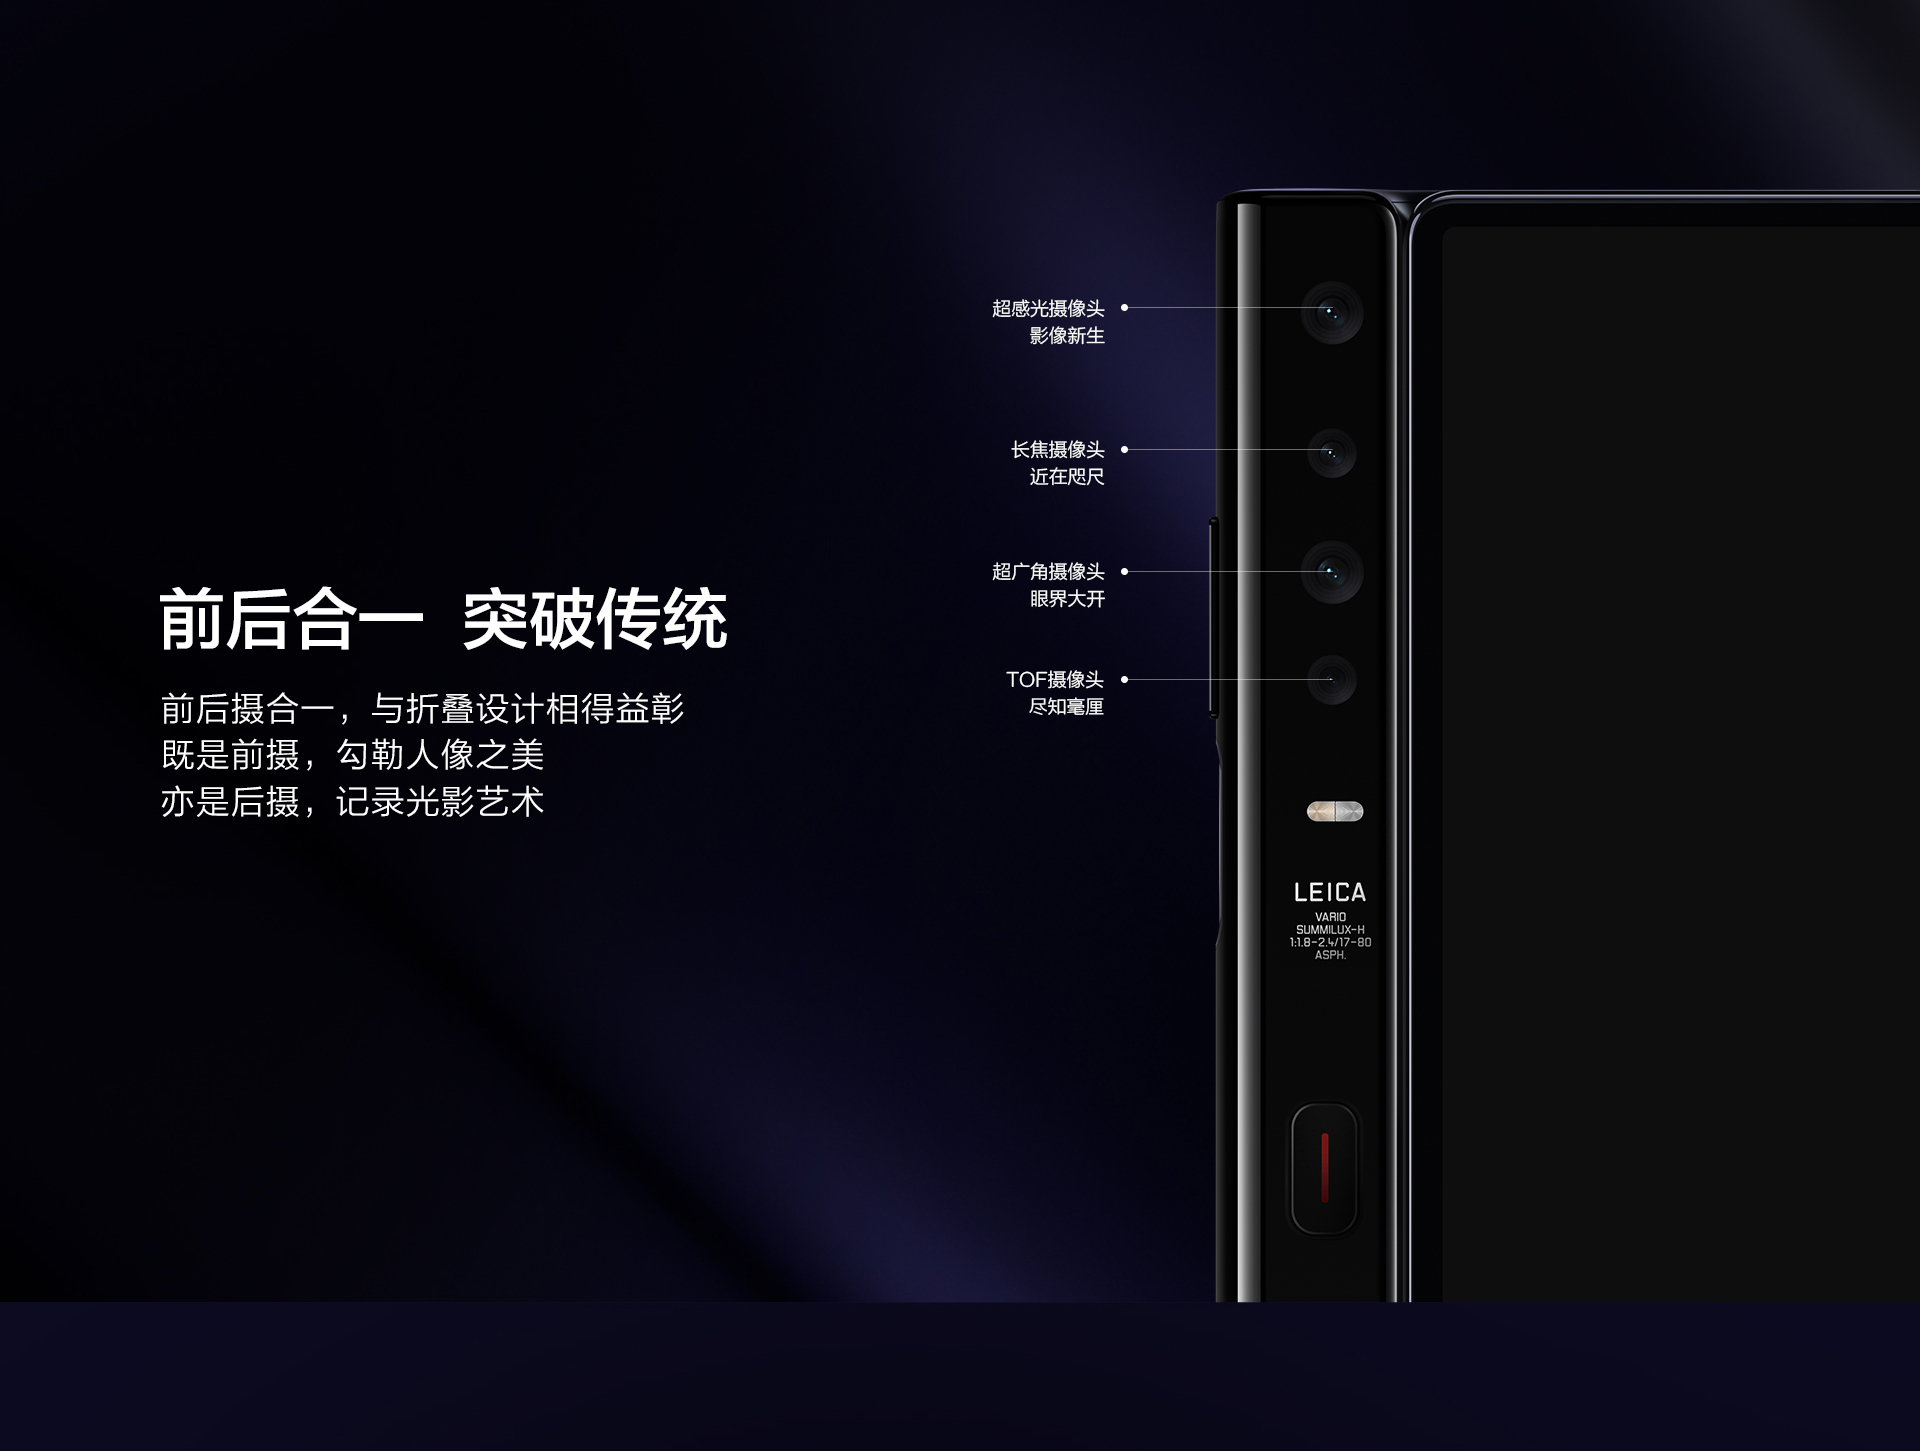 前后合一 突破传统
前后摄合一，与折叠设计相得益彰
既是前摄，勾勒人像之美
亦是后摄，记录光影艺术
超感光摄像头
影像新生
长焦摄像头
近在咫尺
超广角摄像头
眼界大开
TOF摄像头
尽知毫厘
LEICA
VARIO
SUMMILUX-H
1:1.8-2.4/17-80
ASPH.